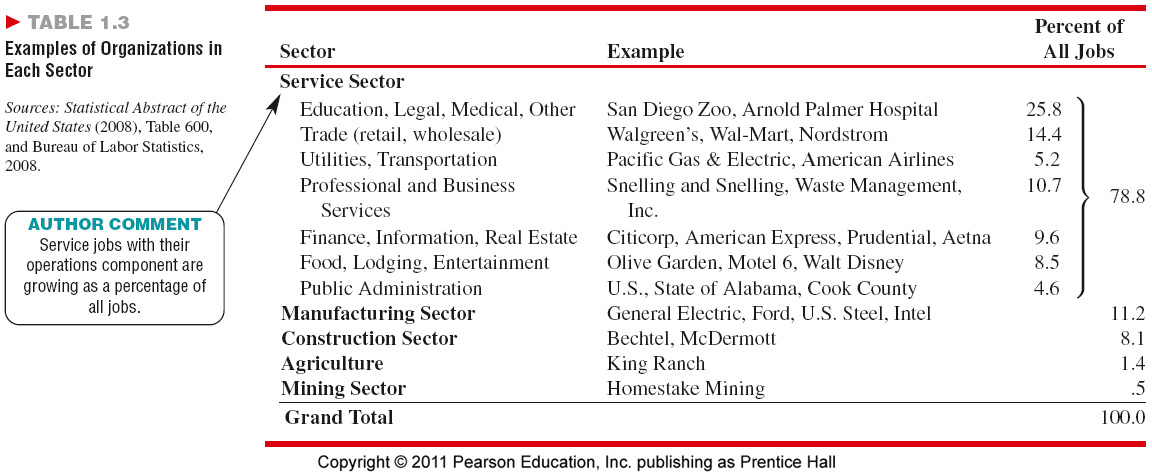 ▶ TABLE 1.3
Examples of Organizations in
Each Sector
Sources: Statistical Abstract of the
United States (2008), Table 600,
and Bureau of Labor Statistics,
2008.
AUTHOR COMMENT
Service jobs with their
operations component are
growing as a percentage of
all jobs.
Sector Example Percent of
All Jobs
Service Sector
Education, Legal, Medical, Other San Diego Zoo, Arnold Palmer Hospital 25.8
Trade (retail, wholesale) Walgreen's, Wal-Mart, Nordstrom 14.4
Utilities, Transportation Pacific Gas & Electric, American Airlines 5.2
Professional and Business Snelling and Snelling, Waste Management, 10.7
Services Inc.
78.8
Finance, Information, Real Estate Citicorp, American Express, Prudential, Aetna 9.6
Food, Lodging, Entertainment Olive Garden, Motel 6, Walt Disney 8.5
Public Administration U.S., State of Alabama, Cook County 4.6
Manufacturing Sector General Electric, Ford, U.S. Steel, Intel 11.2
Construction Sector Bechtel, McDermott 8.1
Agriculture King Ranch 1.4
Mining Sector Homestake Mining .5
Grand Total 100.0
Copyright © 2011 Pearson Education, Inc. publishing as Prentice Hall